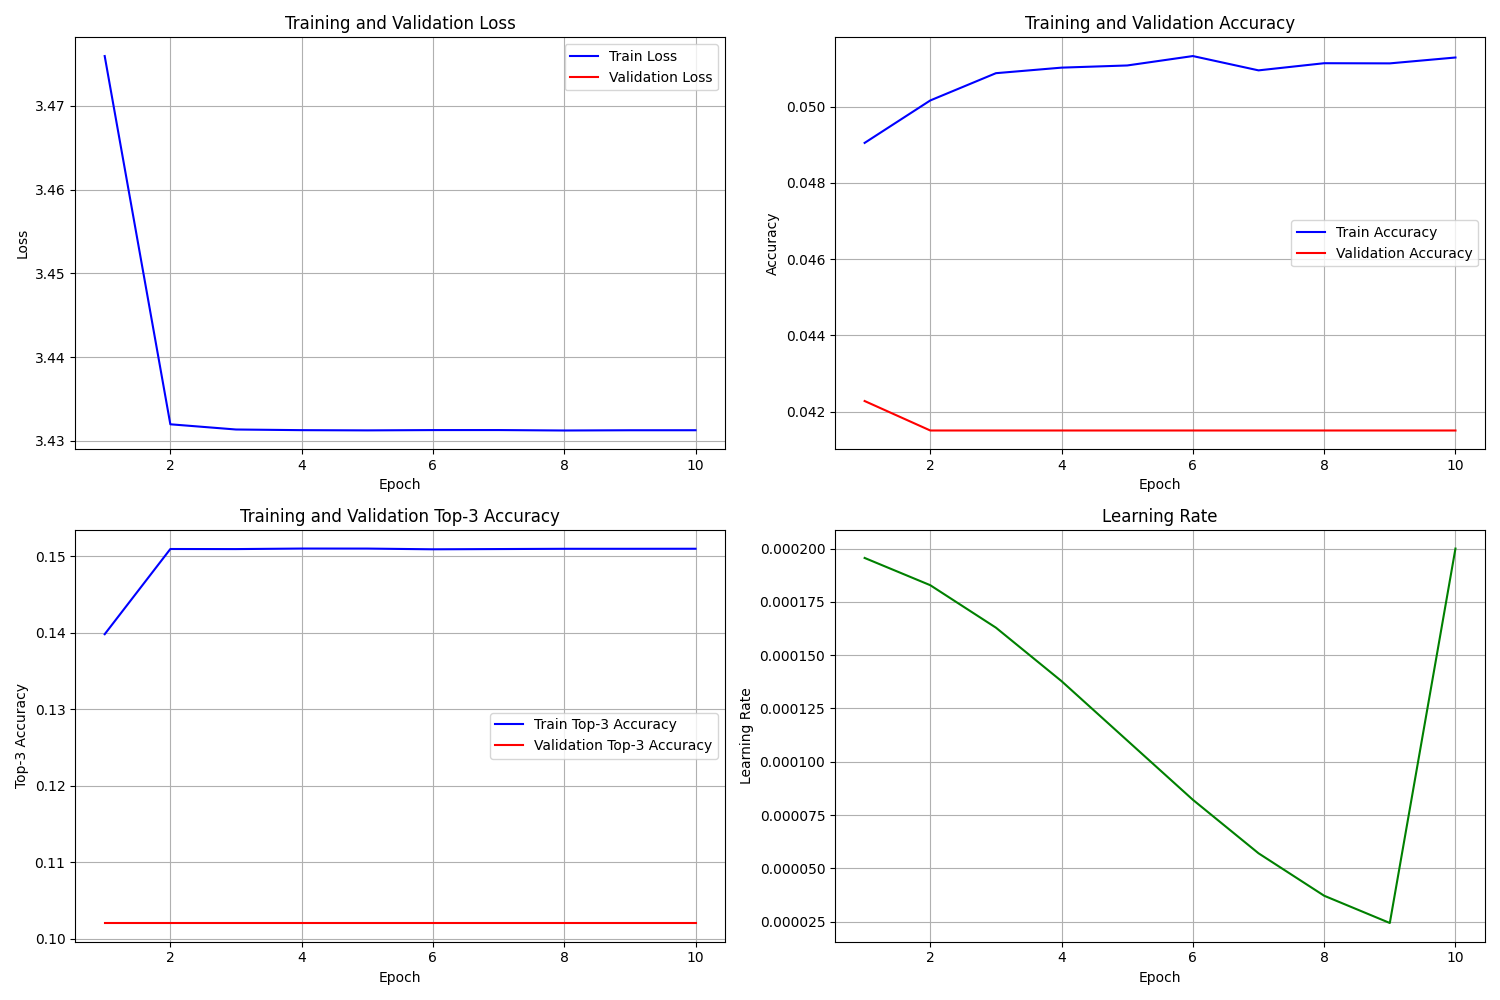 Training and Validation Loss
Train Loss
Validation Loss
3.47
3.46
3.45
3.44
3.43
Loss
2 4 6 8 10
Epoch
Training and Validation Accuracy
0.050
0.048
0.046
0.044
0.042
Accuracy
Train Accuracy
Validation Accuracy
2 4 6 8 10
Epoch
Training and Validation Top-3 Accuracy
0.15
0.14
0.13
0.12
0.11
0.10
Top-3 Accuracy
Train Top-3 Accuracy
Validation Top-3 Accuracy
2 4 6 8 10
Epoch
Learning Rate
0.000200
0.000175
0.000150
0.000125
0.000100
0.000075
0.000050
0.000025
Learning Rate
2 4 6 8 10
Epoch